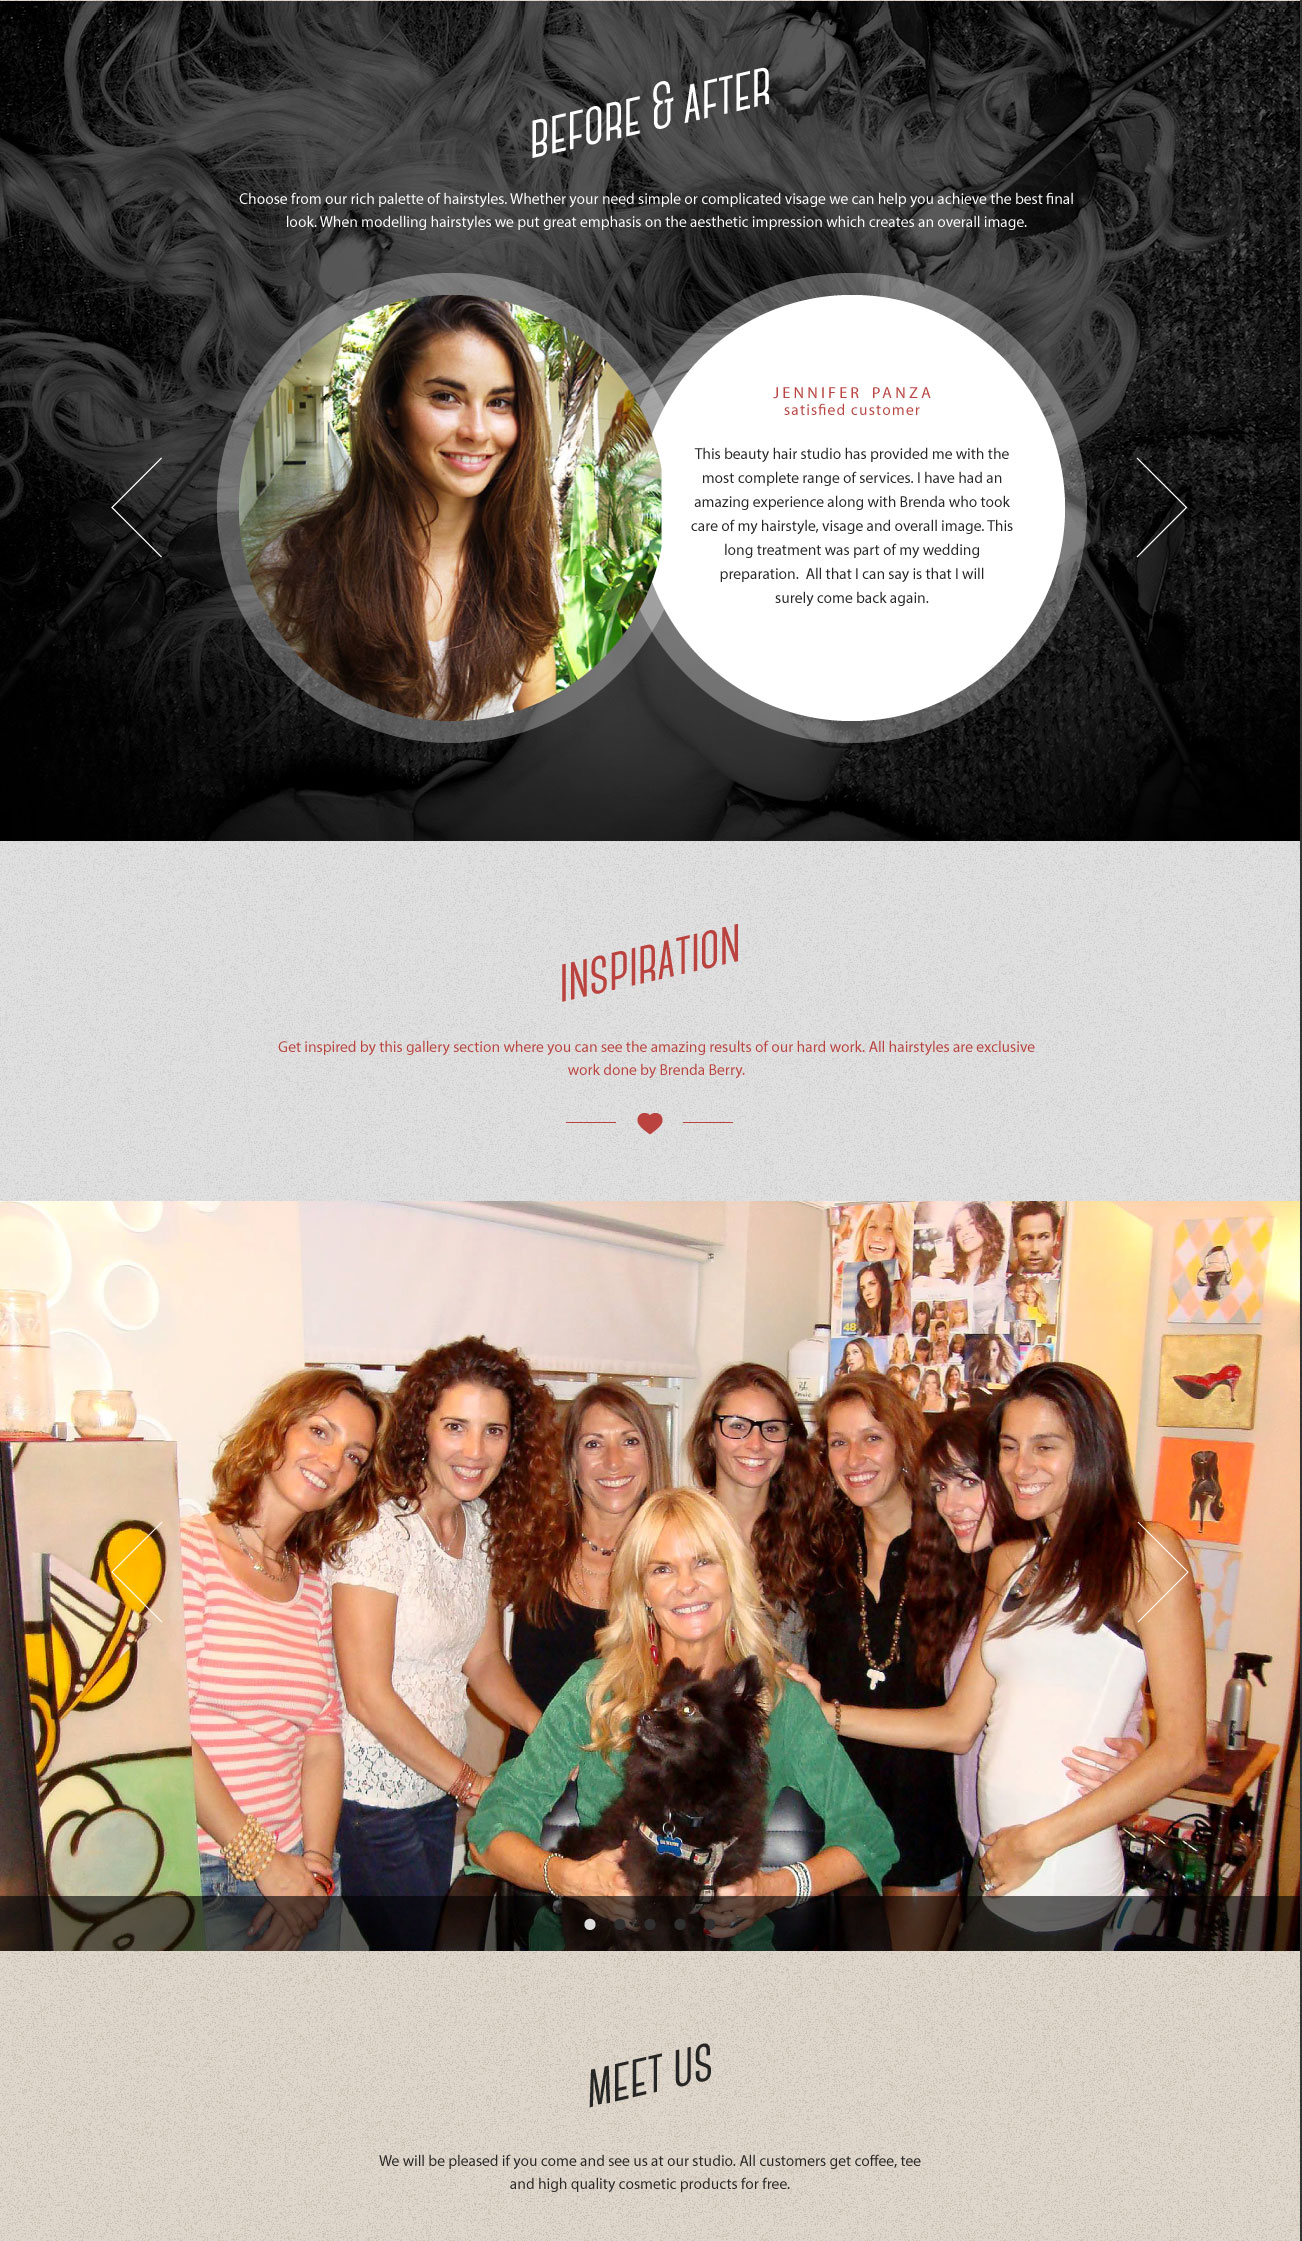 BEFORE & AFTER
Choose from our rich palette of hairstyles. Whether your need simple or complicated visage we can help you achieve the best final
look. When modelling hairstyles we put great emphasis on the aesthetic impression which creates an overall image.
JENNIFER PANZA
satisfied customer
This beauty hair studio has provided me with the
most complete range of services. I have had an
amazing experience along with Brenda who took
care of my hairstyle, visage and overall image. This
long treatment was part of my wedding
preparation.  All that I can say is that I will
surely come back again.
INSPIRATION
Get inspired by this gallery section where you can see the amazing results of our hard work. All hairstyles are exclusive
work done by Brenda Berry.
48
MEET US
We will be pleased if you come and see us at our studio. All customers get coffee, tee
and high quality cosmetic products for free.